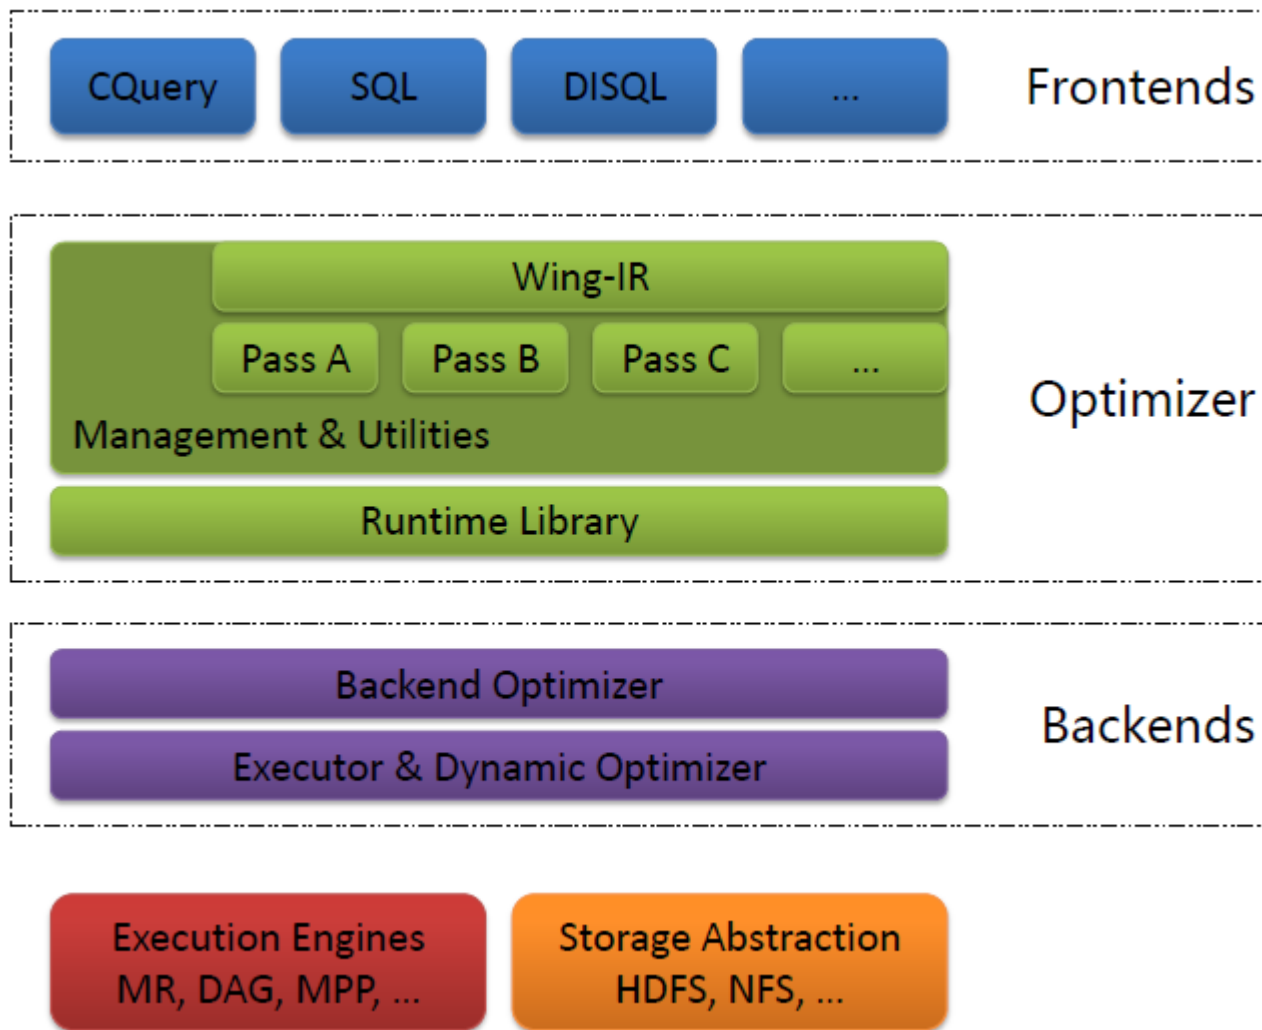 CQuery
SQL
DISQL
...
Frontends
Wing-IR
Pass A
Pass B
Pass C
...
Management & Utilities
Optimizer
Runtime Library
Backend Optimizer
Backends
Executor & Dynamic Optimizer
Execution Engines
MR, DAG, MPP, ...
Storage Abstraction
HDFS, NFS, ...